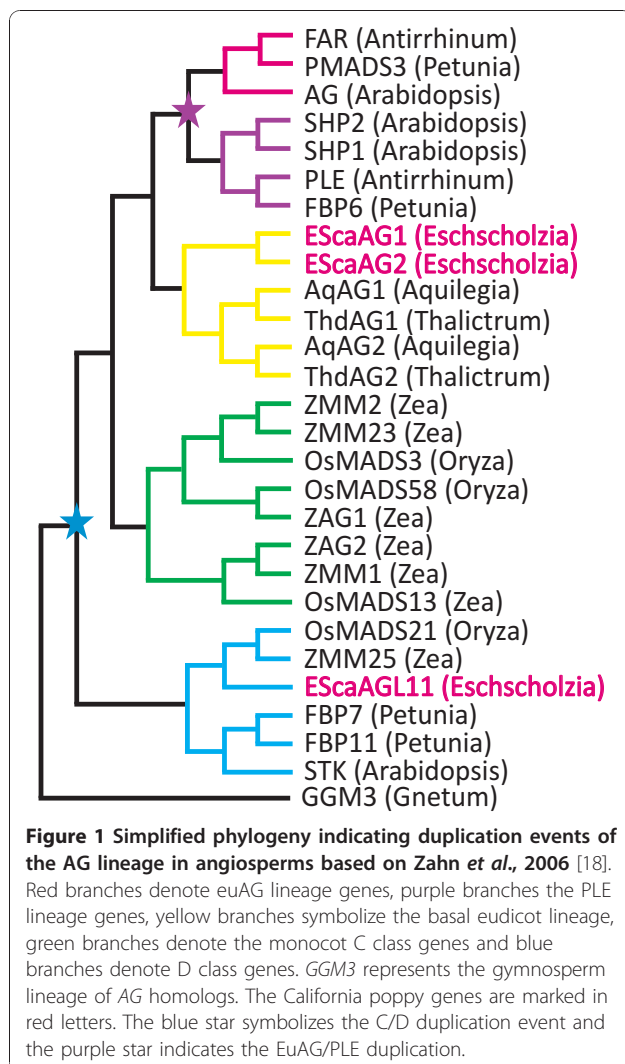 FAR (Antirrhinum)
PMADS3 (Petunia)
AG (Arabidopsis)
SHP2 (Arabidopsis)
SHP1 (Arabidopsis)
PLE (Antirrhinum)
FBP6 (Petunia)
EScaAG1 (Eschscholzia)
EScaAG2 (Eschscholzia)
AqAG1 (Aquilegia)
ThdAG1 (Thalictrum)
AqAG2 (Aquilegia)
ThdAG2 (Thalictrum)
ZMM2 (Zea)
ZMM23 (Zea)
OsMADS3 (Oryza)
OsMADS58 (Oryza)
ZAG1 (Zea)
ZAG2 (Zea)
ZMM1 (Zea)
OsMADS13 (Zea)
OsMADS21 (Oryza)
ZMM25 (Zea)
EScaAGL11 (Eschscholzia)
FBP7 (Petunia)
FBP11 (Petunia)
STK (Arabidopsis)
GGM3 (Gnetum)
Figure 1 Simplified phylogeny indicating duplication events of
the AG lineage in angiosperms based on Zahn et al., 2006 [18].
Red branches denote euAG lineage genes, purple branches the PLE
lineage genes, yellow branches symbolize the basal eudicot lineage,
green branches denote the monocot C class genes and blue
branches denote D class genes. GGM3 represents the gymnosperm
lineage of AG homologs. The California poppy genes are marked in
red letters. The blue star symbolizes the C/D duplication event and
the purple star indicates the EuAG/PLE duplication.